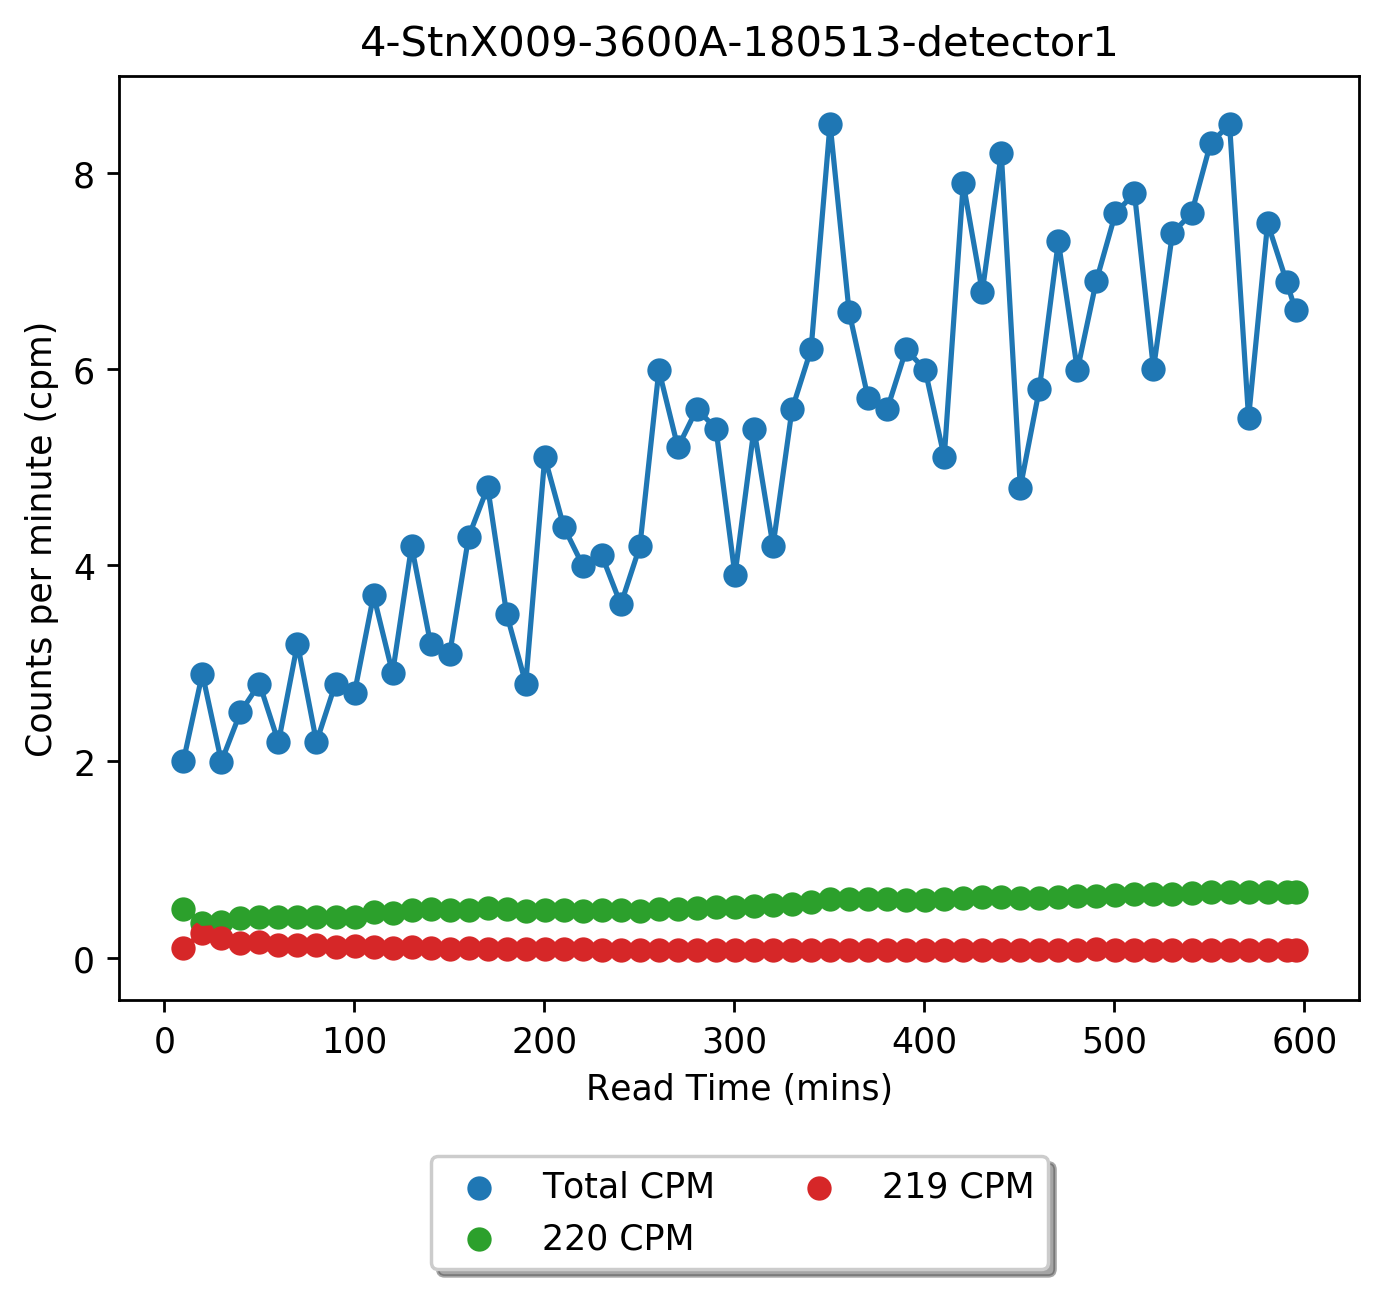 4-StnX009-3600A-180513-detector1
Counts per minute (cpm)
8
6
4
2
0
0 100 200 300 400 500 600
Read Time (mins)
Total CPM 219 CPM
220 CPM